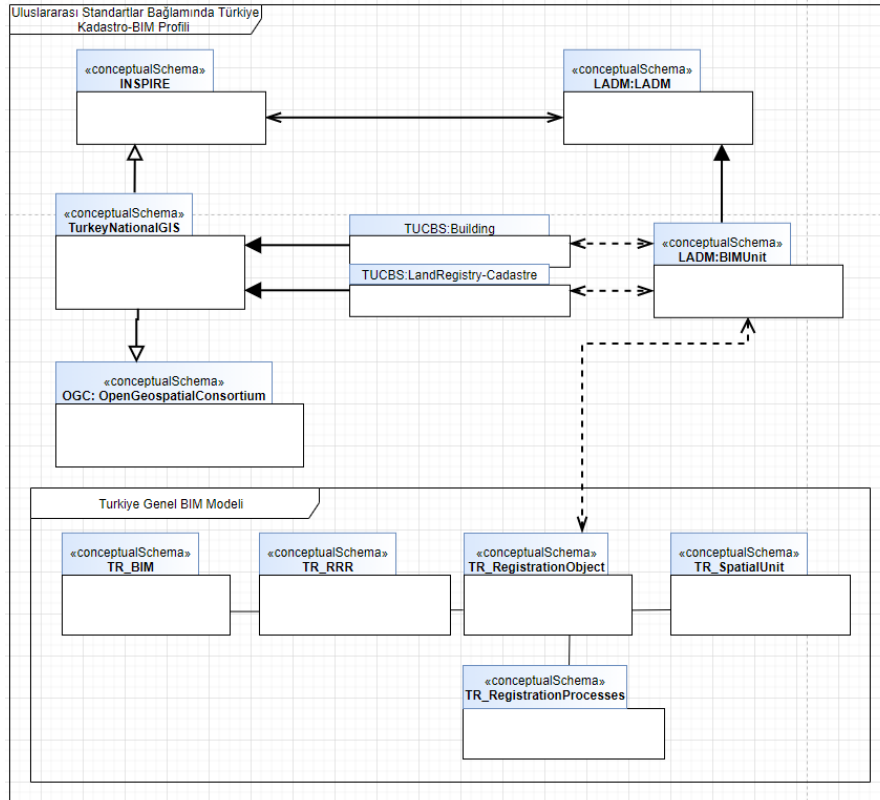 Uluslararası Standartlar Bağlamında Türkiye
Kadastro-BIM Profili
«conceptualSchema»
INSPIRE
«conceptualSchema»
LADM:LADM
«conceptualSchema»
TurkeyNationalGIS
TUCBS:Building
TUCBS:LandRegistry-Cadastre
«conceptualSchema»
LADM:BIMUnit
«conceptualSchema»
OGC: OpenGeospatialConsortium
Turkiye Genel BIM Modeli
«conceptualSchema»
TR_BIM
«conceptualSchema»
TR_RRR
«conceptualSchema»
TR_RegistrationObject
«conceptualSchema»
TR_SpatialUnit
«conceptualSchema»
TR_RegistrationProcesses